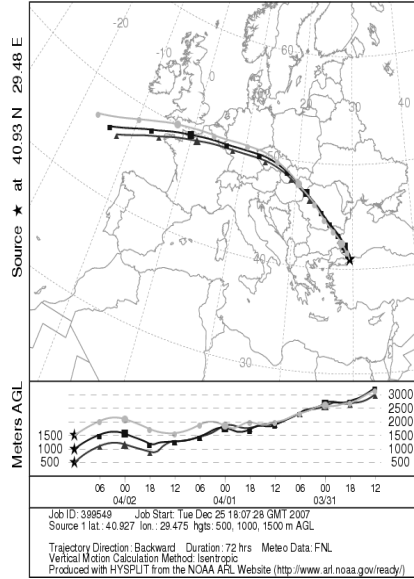 Source ★ at 40.93 N 29.48 E
-20
-10
0
60
10
20
30
50
40
40
30
30
20
10
Meters AGL
3000
2500
2000
1500 1500
1000 1000
500 500
06 00 18 12 06 00 18 12 06 00 18 12
04/02 04/01 03/31
Job ID: 399549 Job Start: Tue Dec 25 18:07:28 GMT 2007
Source 1 lat.: 40.927 lon.: 29.475 hgts: 500, 1000, 1500 m AGL
Trajectory Direction: Backward Duration: 72 hrs Meteo Data: FNL
Vertical Motion Calculation Method: Isentropic
Produced with HYSPLIT from the NOAA ARL Website (http://www.arl.noaa.gov/ready/)